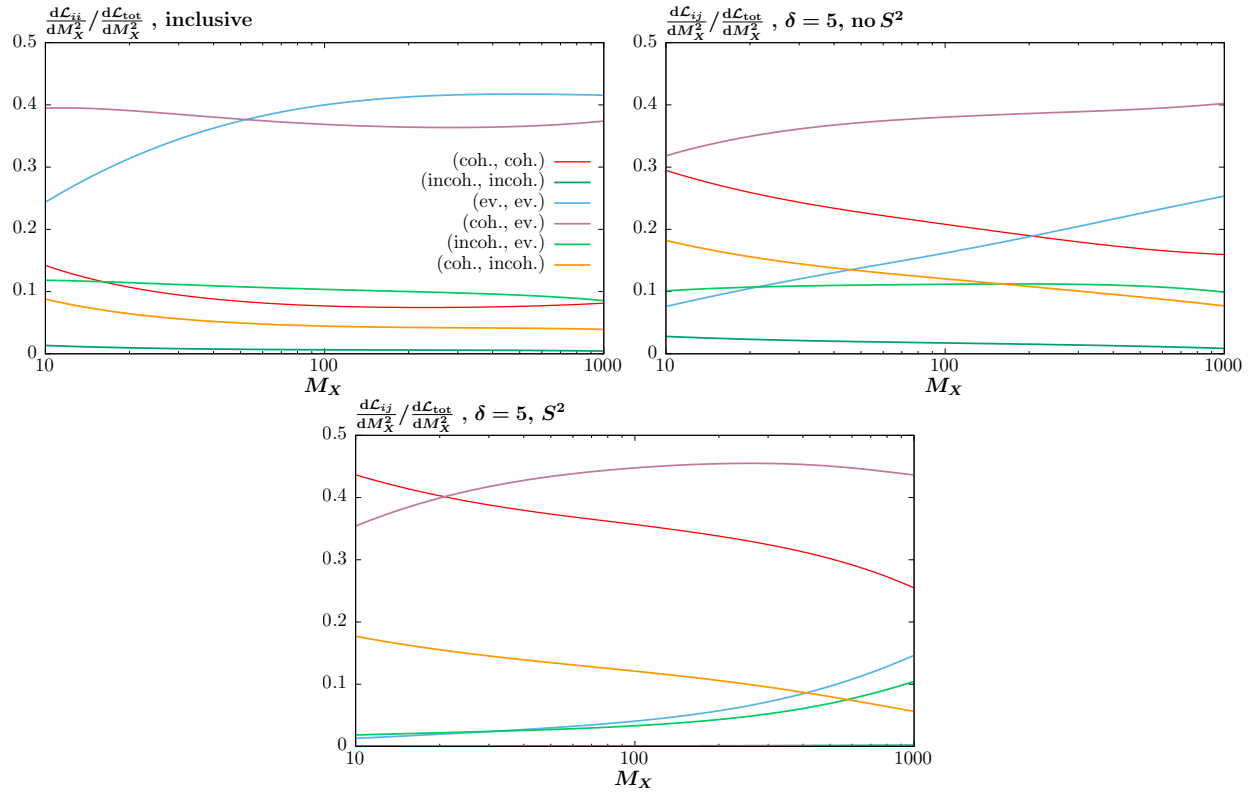 dℒ_ii/dM_X^2 / dℒ_tot/dM_X^2 , inclusive
0.5
0.4
0.3
0.2
0.1
0
(coh., coh.)
(incoh., incoh.)
(ev., ev.)
(coh., ev.)
(incoh., ev.)
(coh., incoh.)
10
100
1000
M_X
dℒ_ij/dM_X^2 / dℒ_tot/dM_X^2 , δ = 5, no S^2
0.5
0.4
0.3
0.2
0.1
0
10
100
1000
M_X
dℒ_ij/dM_X^2 / dℒ_tot/dM_X^2 , δ = 5, S^2
0.5
0.4
0.3
0.2
0.1
0
10
100
1000
M_X